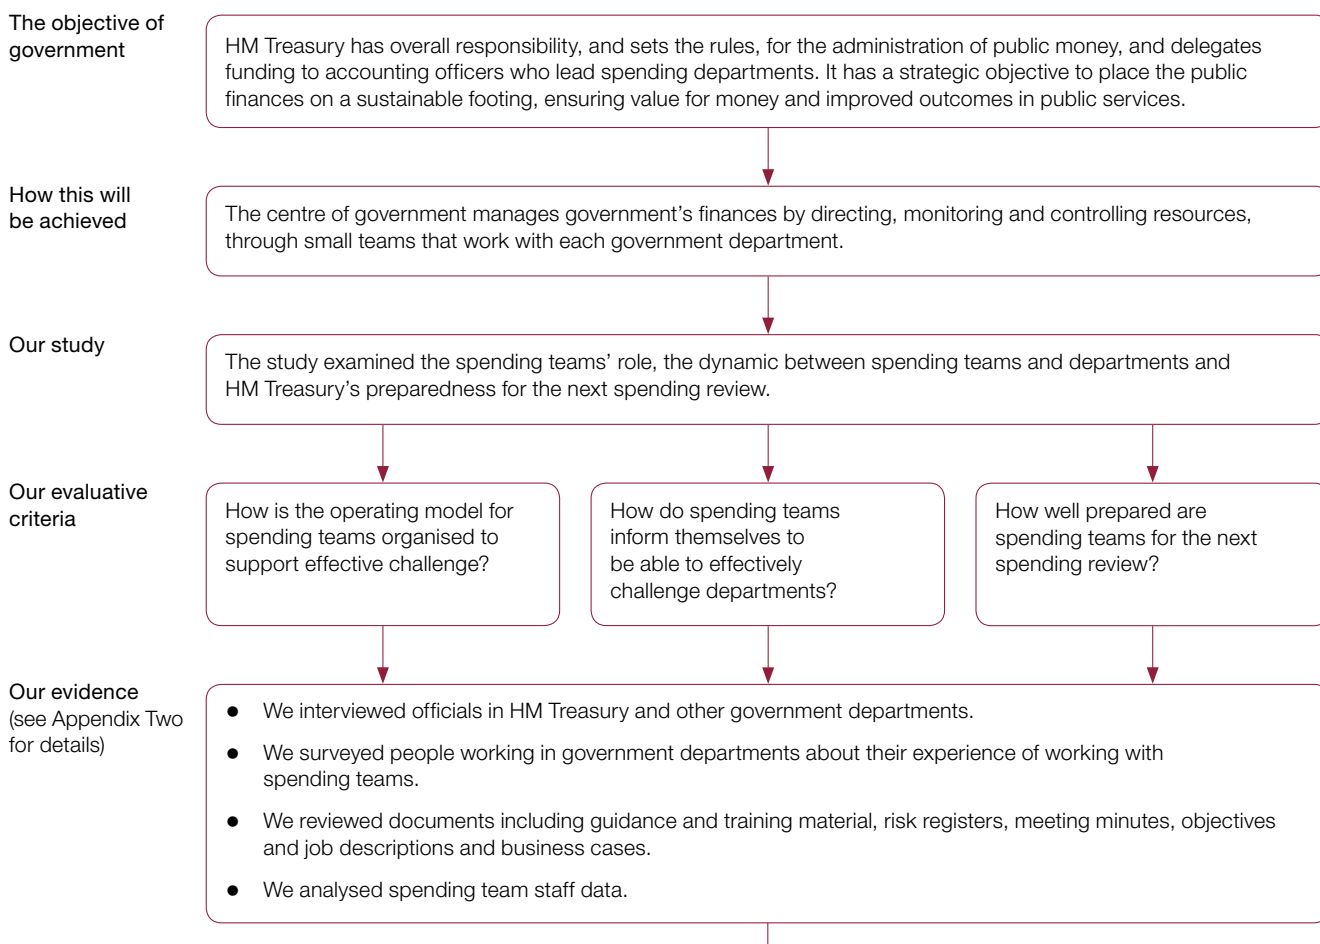 The objective of
government
HM Treasury has overall responsibility, and sets the rules, for the administration of public money, and delegates
funding to accounting officers who lead spending departments. It has a strategic objective to place the public
finances on a sustainable footing, ensuring value for money and improved outcomes in public services.
How this will
be achieved
The centre of government manages government’s finances by directing, monitoring and controlling resources,
through small teams that work with each government department.
Our study
The study examined the spending teams’ role, the dynamic between spending teams and departments and
HM Treasury’s preparedness for the next spending review.
Our evaluative
criteria
How is the operating model for
spending teams organised to
support effective challenge?
How do spending teams
inform themselves to
be able to effectively
challenge departments?
How well prepared are
spending teams for the next
spending review?
Our evidence
(see Appendix Two
for details)
● We interviewed officials in HM Treasury and other government departments.
● We surveyed people working in government departments about their experience of working with
spending teams.
● We reviewed documents including guidance and training material, risk registers, meeting minutes, objectives
and job descriptions and business cases.
● We analysed spending team staff data.